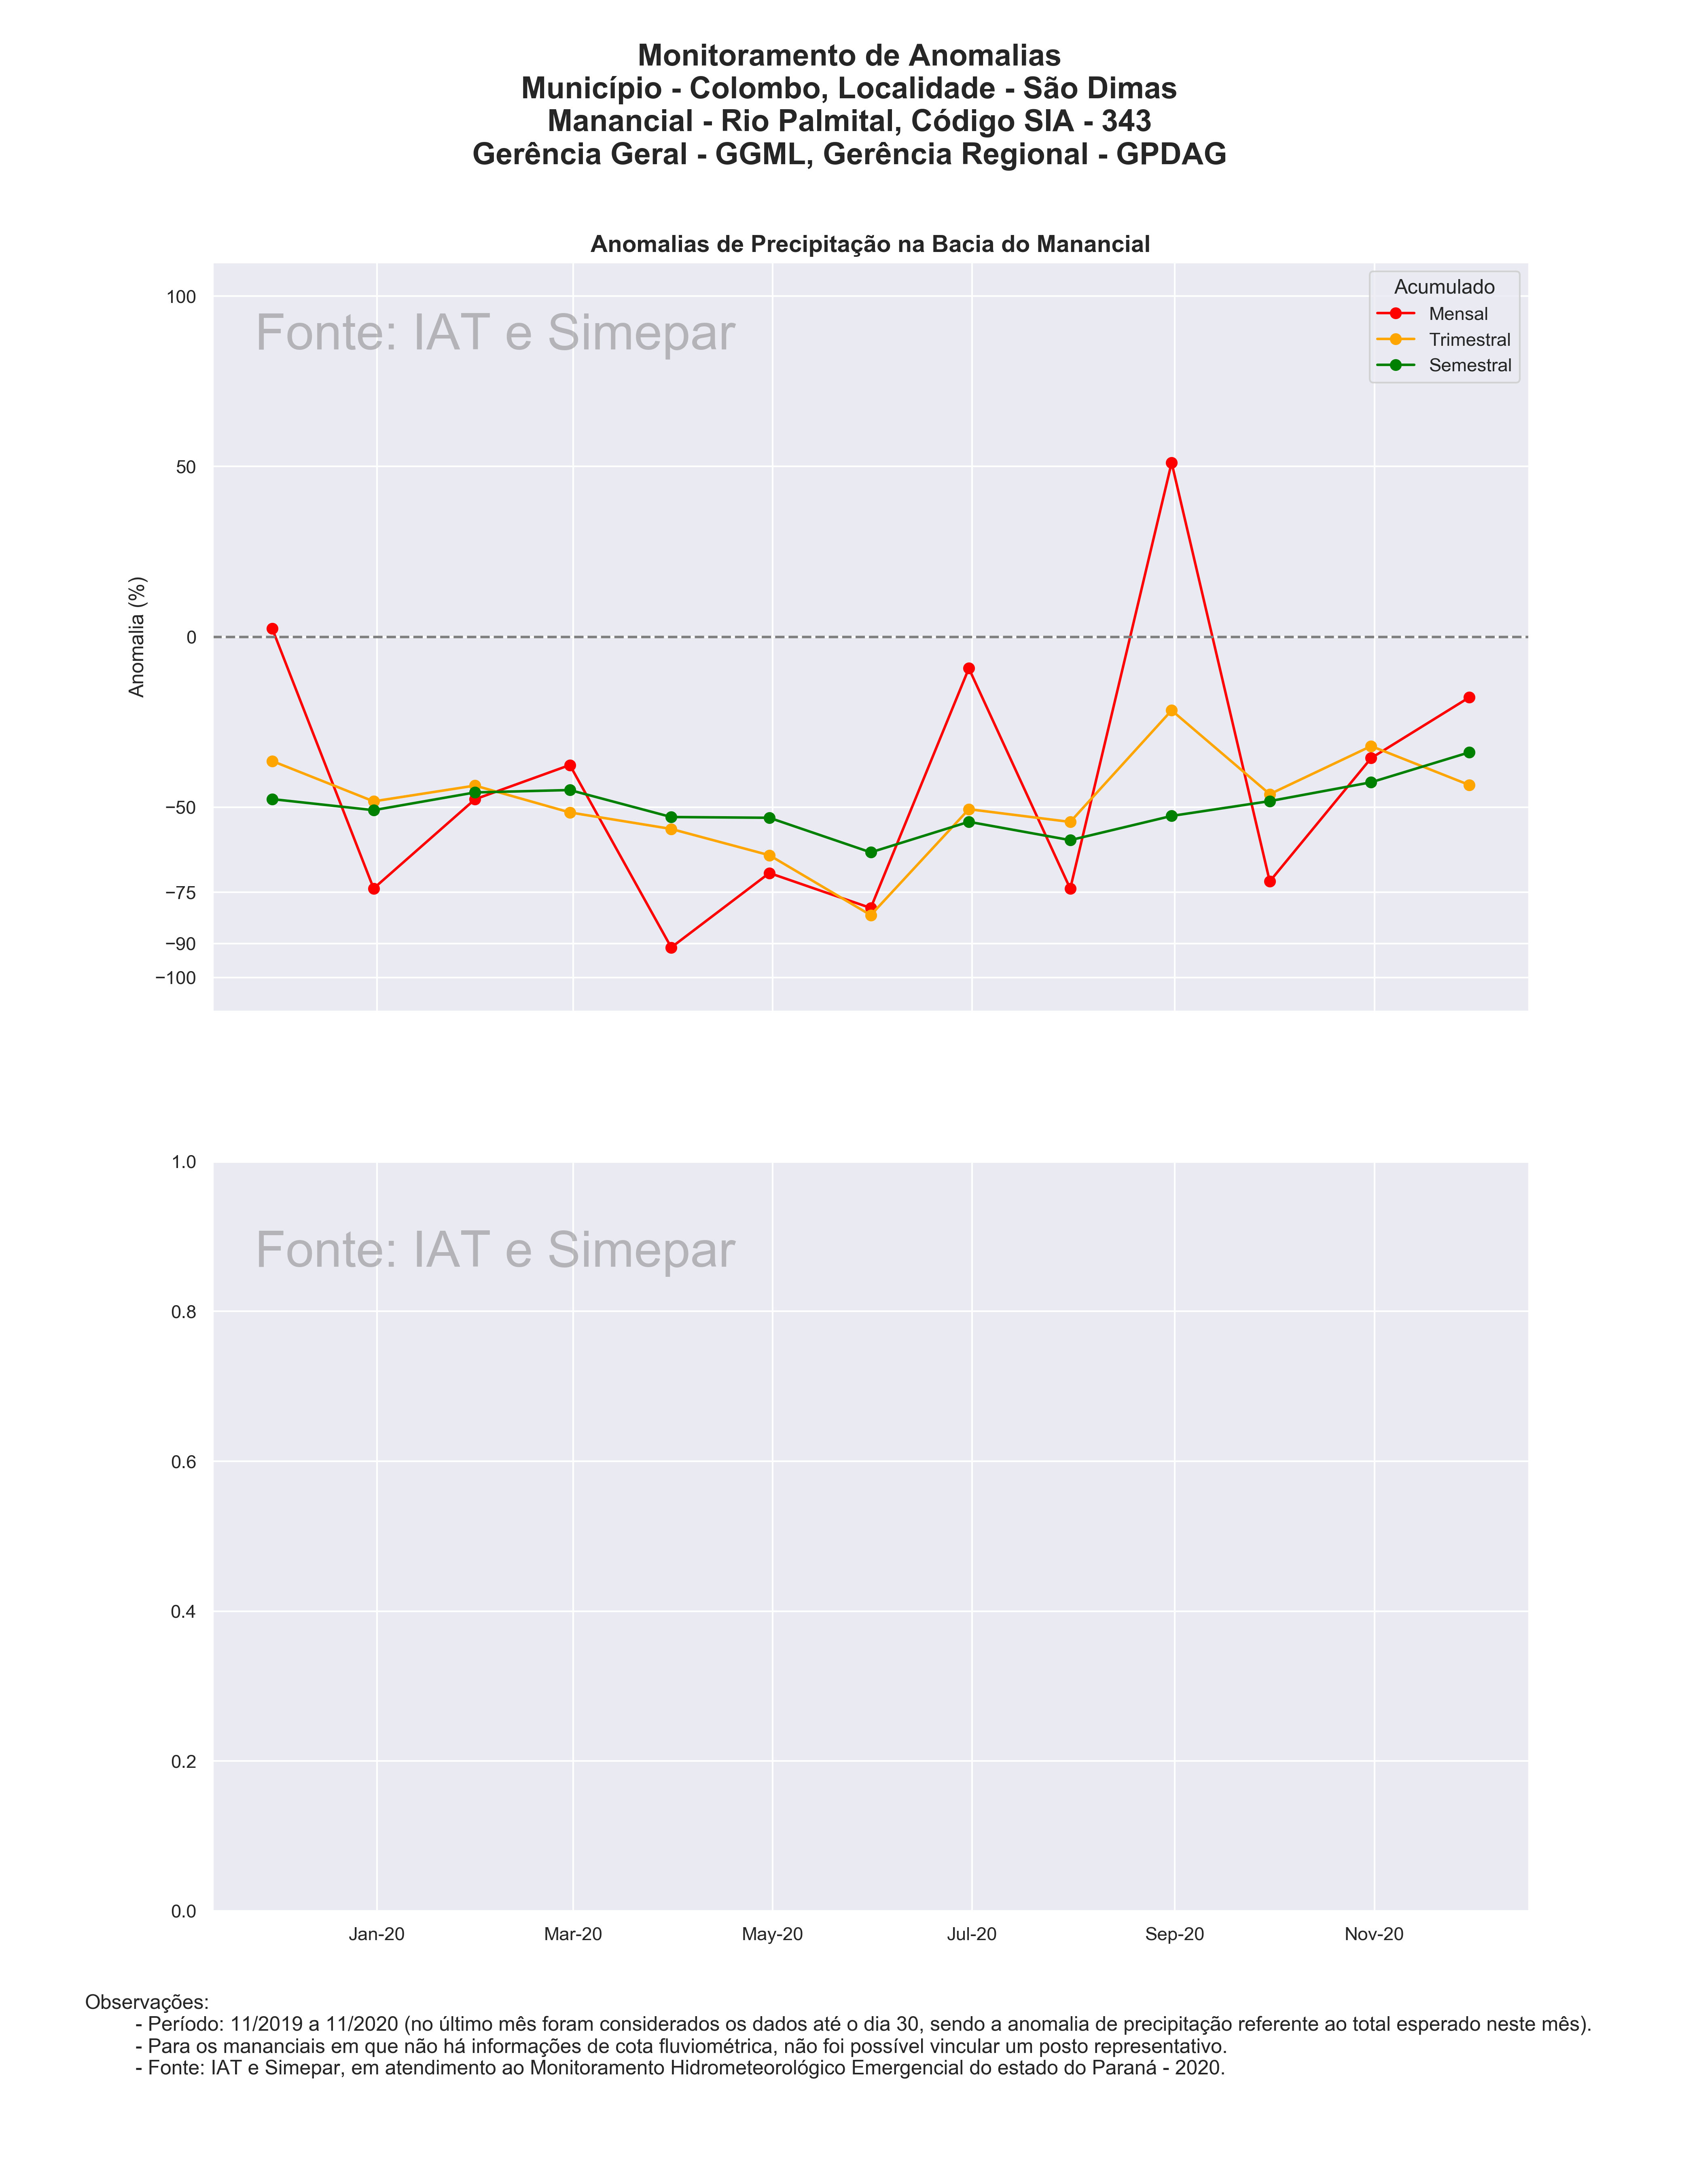 Monitoramento de Anomalias
Município - Colombo, Localidade - São Dimas
Manancial - Rio Palmital, Código SIA - 343
Gerência Geral - GGML, Gerência Regional - GPDAG
Anomalias de Precipitação na Bacia do Manancial
Fonte: IAT e Simepar
Acumulado
Mensal
Trimestral
Semestral
Anomalia (%)
100
50
0
−50
−75
−90
−100
Fonte: IAT e Simepar
1.0
0.8
0.6
0.4
0.2
0.0
Jan-20 Mar-20 May-20 Jul-20 Sep-20 Nov-20
Observações:
- Período: 11/2019 a 11/2020 (no último mês foram considerados os dados até o dia 30, sendo a anomalia de precipitação referente ao total esperado neste mês).
- Para os mananciais em que não há informações de cota fluviométrica, não foi possível vincular um posto representativo.
- Fonte: IAT e Simepar, em atendimento ao Monitoramento Hidrometeorológico Emergencial do estado do Paraná - 2020.